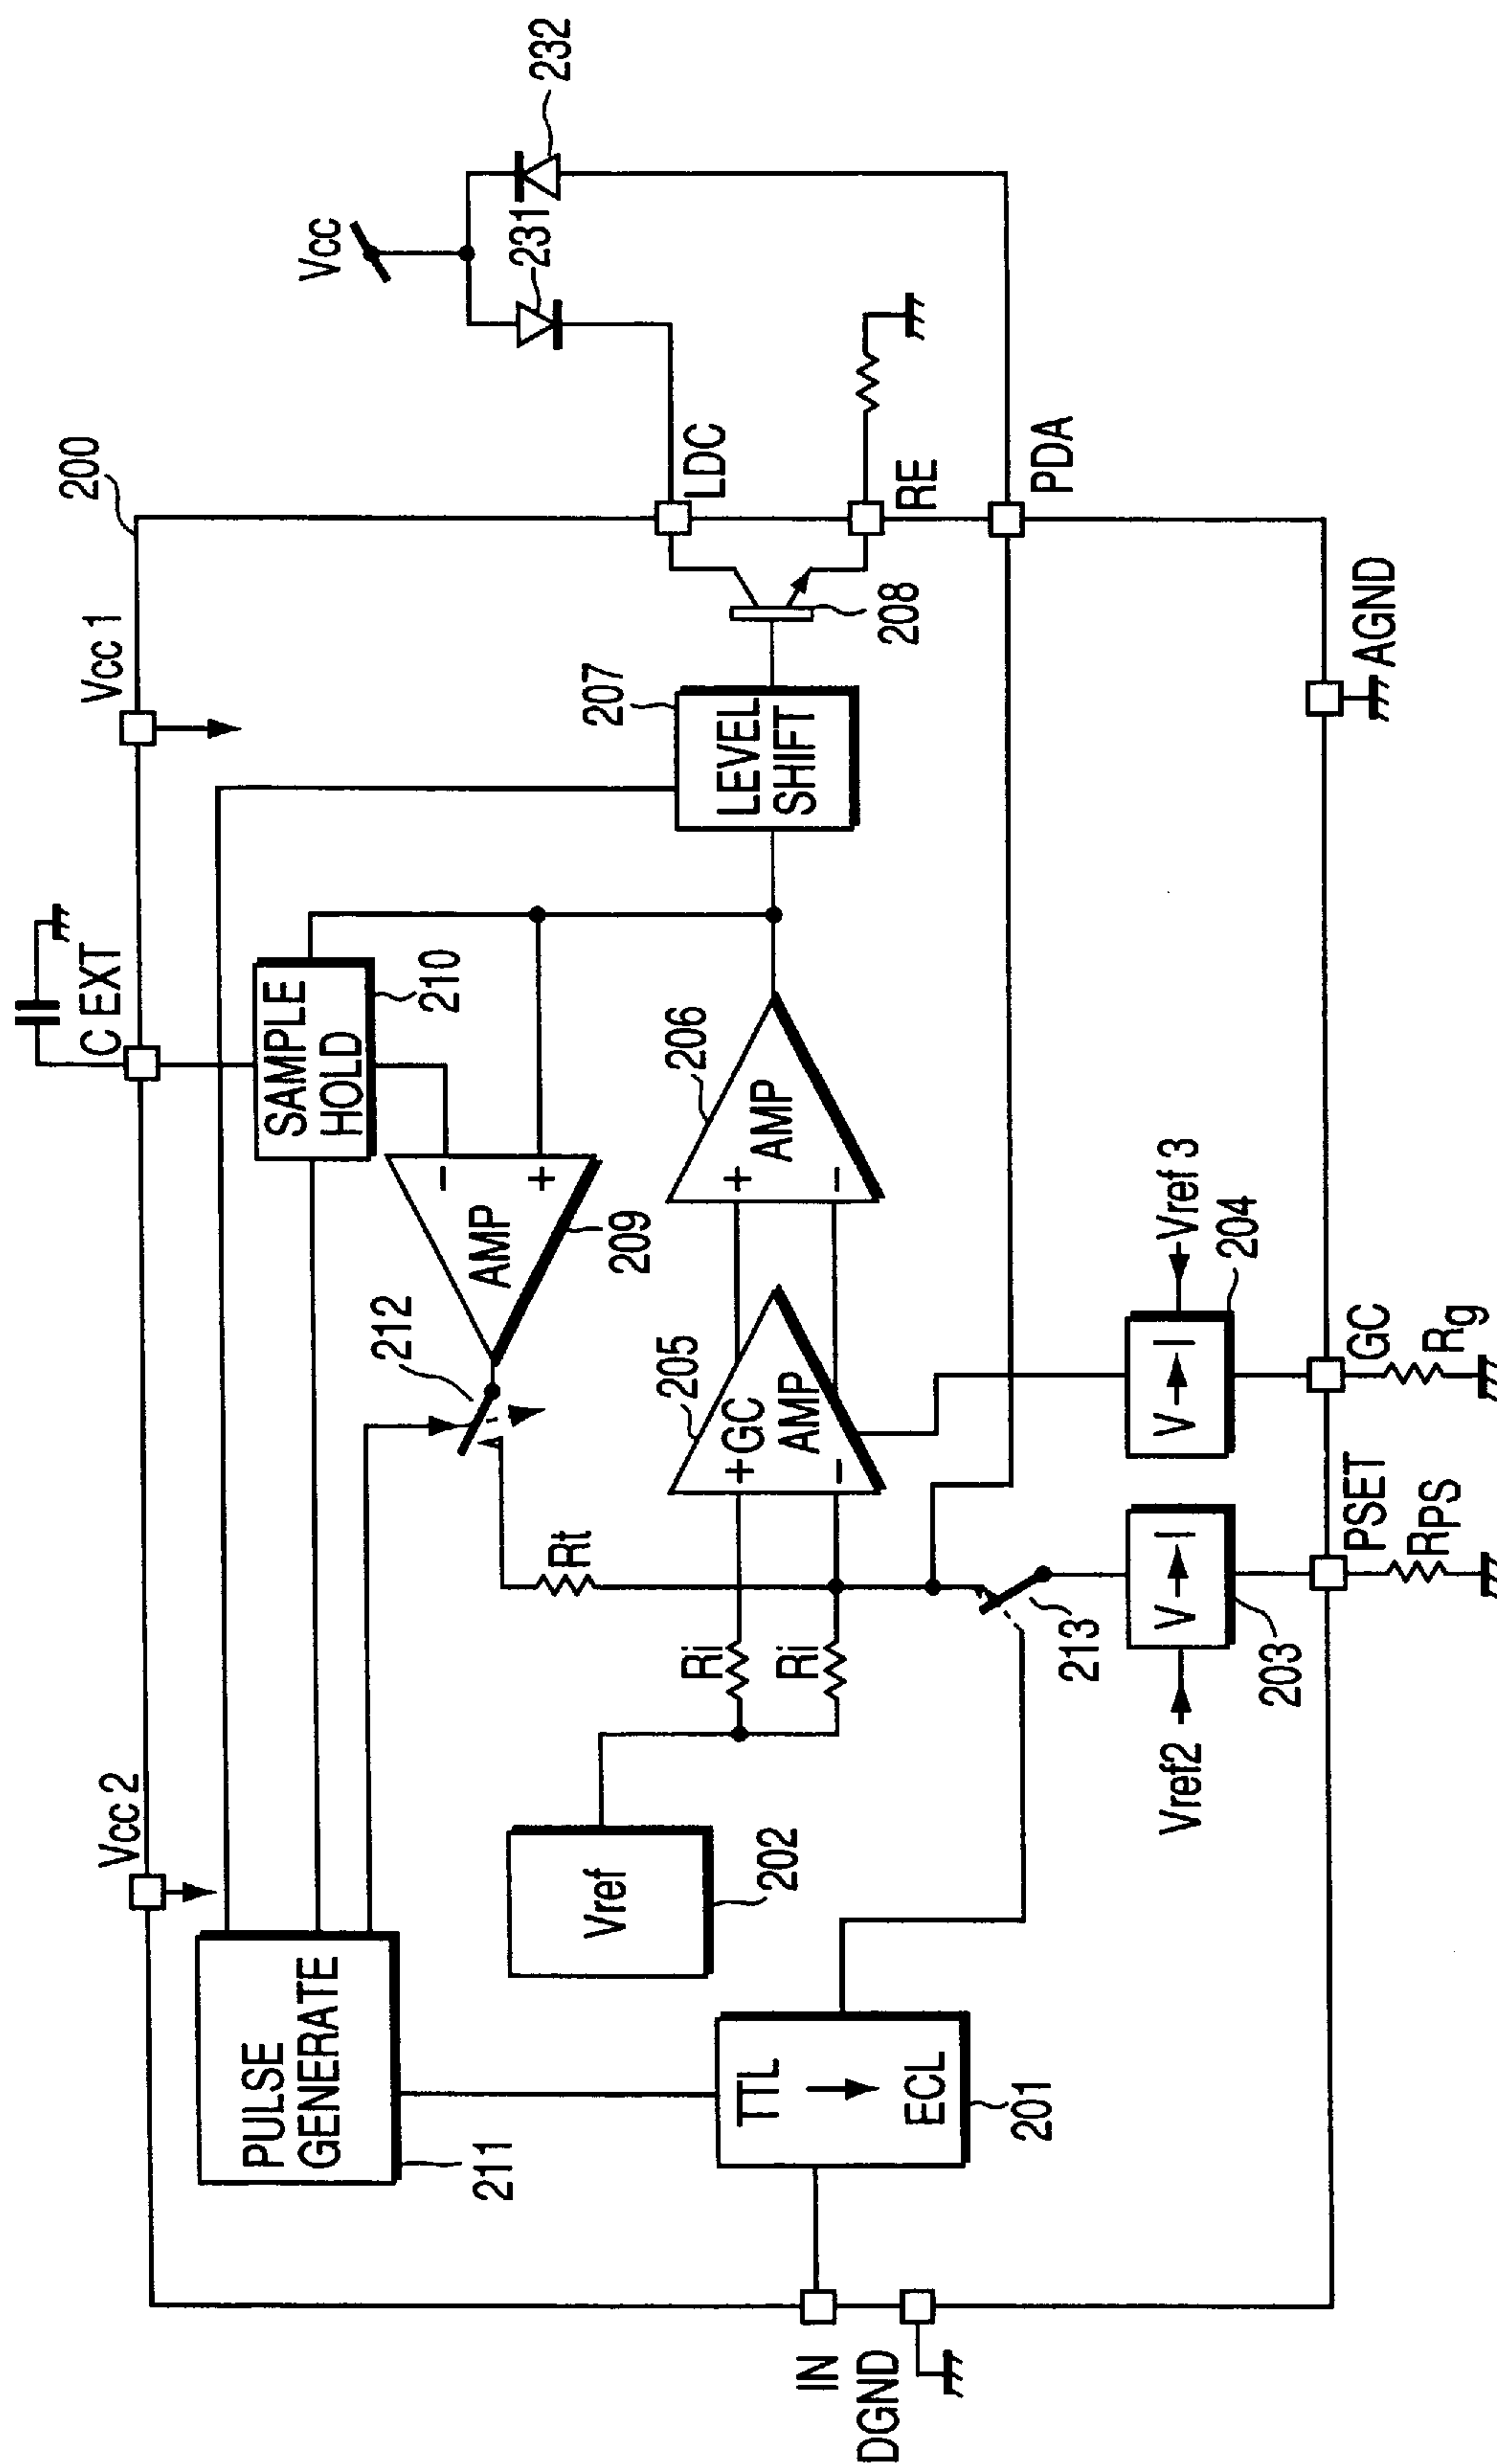 Vcc 2
C EXT
Vcc 1
200
Vcc
231
232
PULSE
GENERATE
211
212
SAMPLE
HOLD
210
AMP
−
+
209
Vref
202
Rt
Ri
Ri
205
+
GC
AMP
−
206
+
AMP
−
207
LEVEL
SHIFT
208
LDC
RE
PDA
TTL
ECL
201
IN
DGND
213
Vref2
V
I
203
V
I
Vref 3
204
PSET
RPS
GC
Rg
AGND